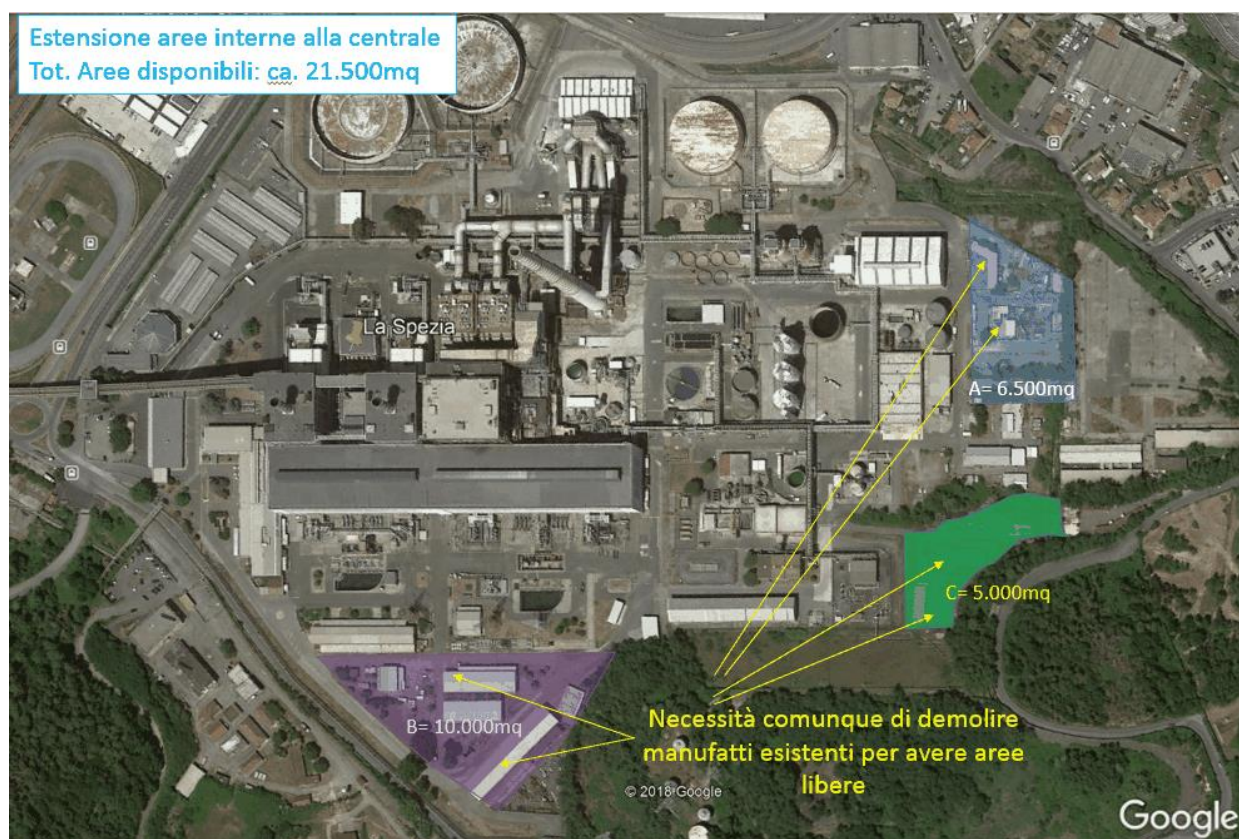 Estensione aree interne alla centrale
Tot. Aree disponibili: ca. 21.500mq
La Spezia
A= 6.500mq
C= 5.000mq
B= 10.000mq
Necessità comunque di demolire
manufatti esistenti per avere aree
libere
© 2018 Google
Google